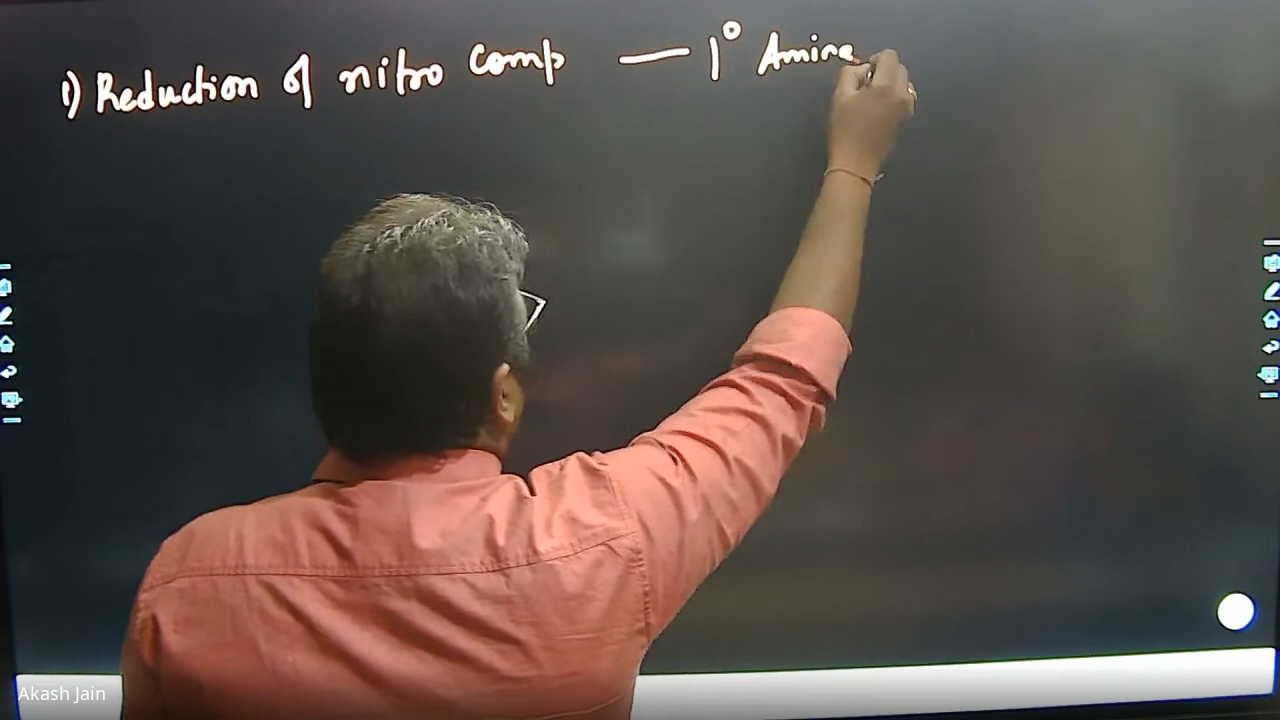 1) Reduction of nitro comp — 1° Amine
Akash Jain